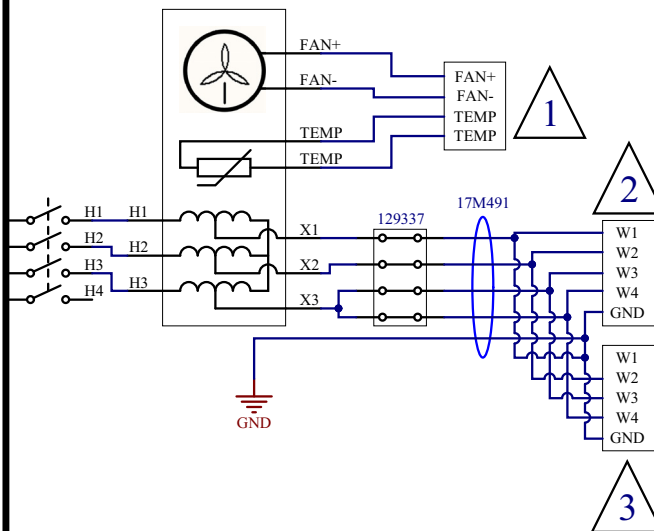 FAN+
FAN-
TEMP
TEMP
FAN+
FAN-
TEMP
TEMP
1
2
H1 H1
H2 H2
H3 H3
H4
X1
X2
X3
129337
17M491
W1
W2
W3
W4
GND
W1
W2
W3
W4
GND
GND
3